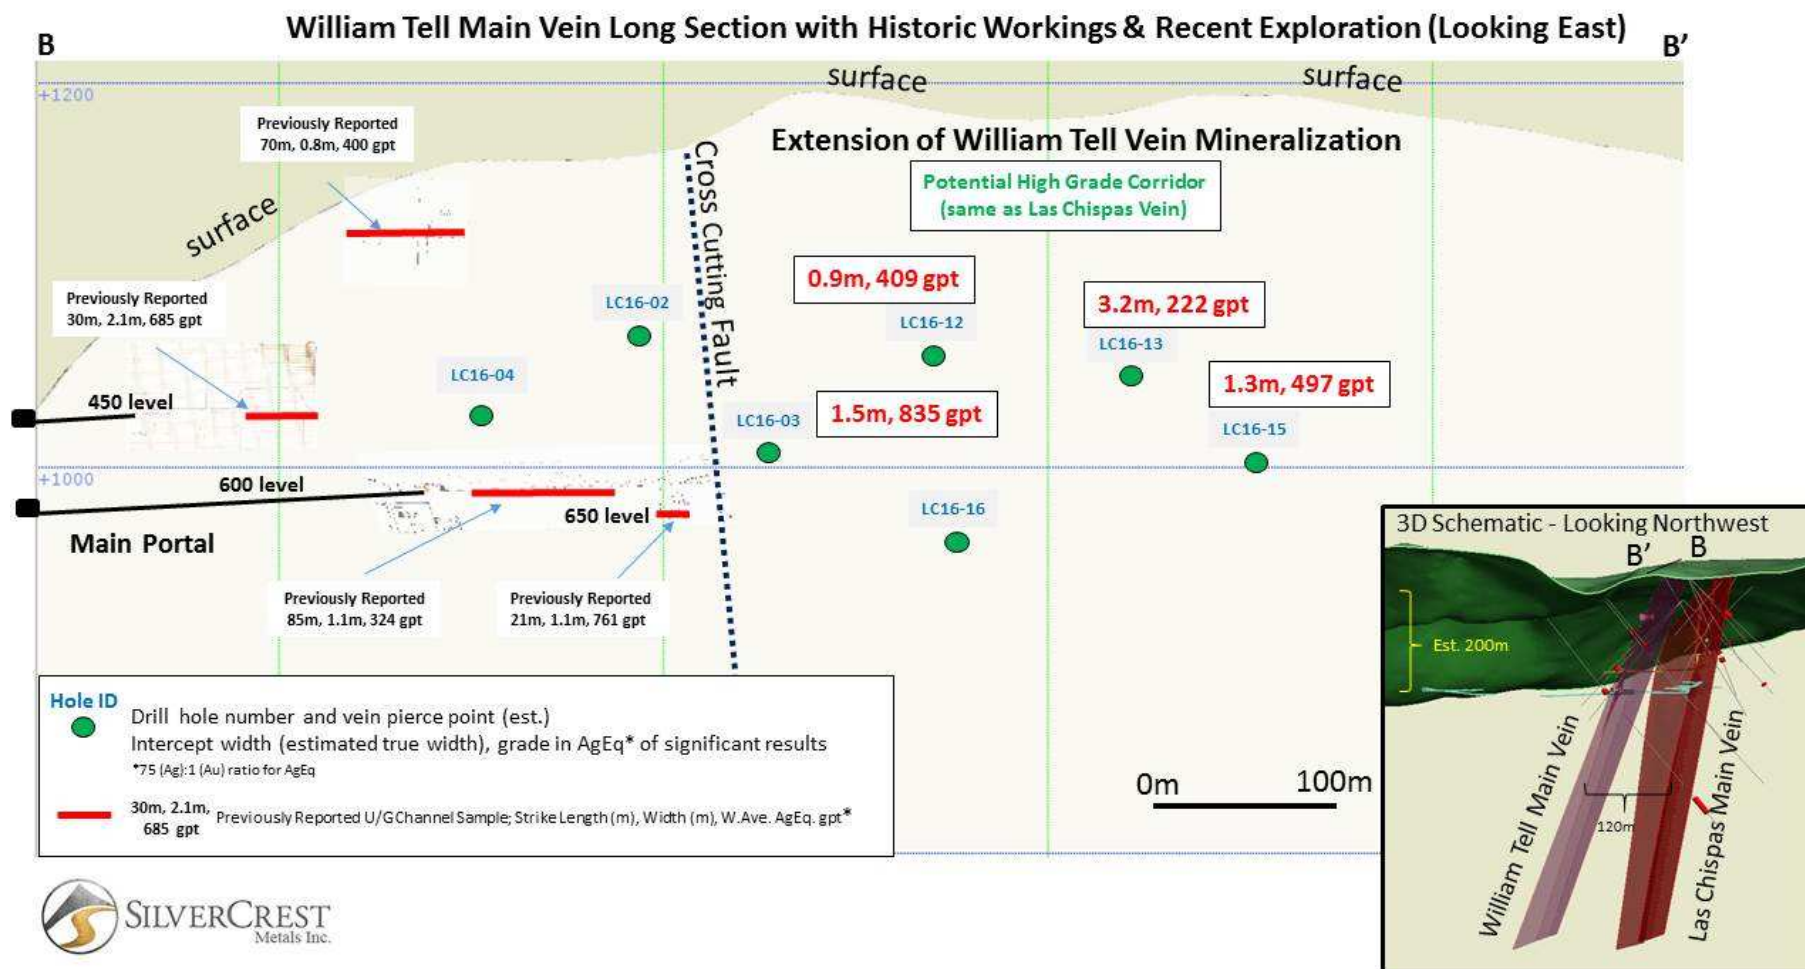 William Tell Main Vein Long Section with Historic Workings & Recent Exploration (Looking East)
B
B’
surface
surface
+1200
Previously Reported
70m, 0.8m, 400 gpt
Extension of William Tell Vein Mineralization
Cross Cutting Fault
Potential High Grade Corridor
(same as Las Chispas Vein)
surface
0.9m, 409 gpt
Previously Reported
30m, 2.1m, 685 gpt
LC16-02
3.2m, 222 gpt
LC16-12
LC16-13
LC16-04
1.3m, 497 gpt
450 level
1.5m, 835 gpt
LC16-03
LC16-15
+1000
600 level
650 level
LC16-16
Main Portal
Previously Reported
85m, 1.1m, 324 gpt
Previously Reported
21m, 1.1m, 761 gpt
Hole ID
Drill hole number and vein pierce point (est.)
Intercept width (estimated true width), grade in AgEq* of significant results
*75 (Ag):1 (Au) ratio for AgEq
30m, 2.1m,
685 gpt
Previously Reported U/G Channel Sample; Strike Length (m), Width (m), W.Ave. AgEq. gpt*
0m
100m
3D Schematic - Looking Northwest
B’
B
Est. 200m
William Tell Main Vein
120m
Las Chispas Main Vein
SILVERCREST
Metals Inc.